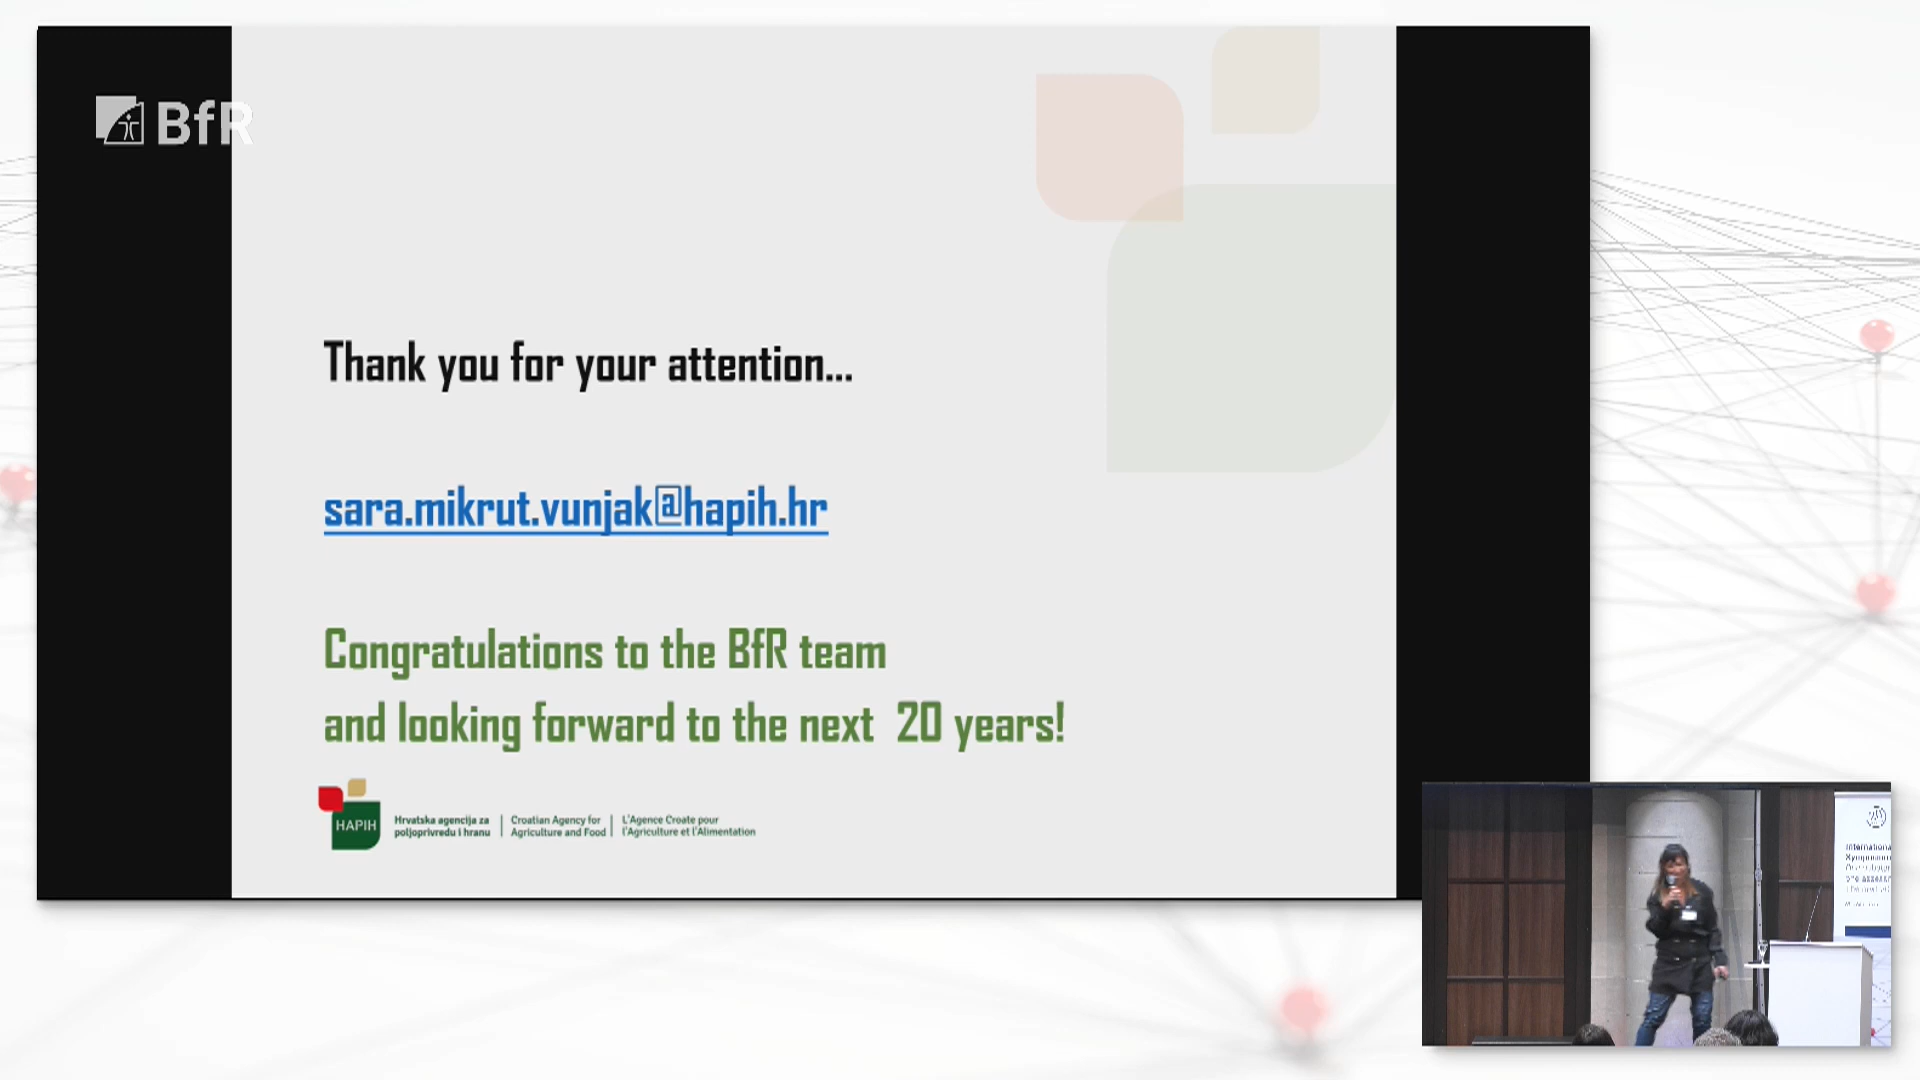 BfR
Thank you for your attention...
sara.mikrut.vunjak@hapih.hr
Congratulations to the BfR team
and looking forward to the next 20 years!
HAPIH
Hrvatska agencija za
poljoprivredu i hranu
Croatian Agency for
Agriculture and Food
L'Agence Croate pour
l'Agriculture et l'Alimentation
International